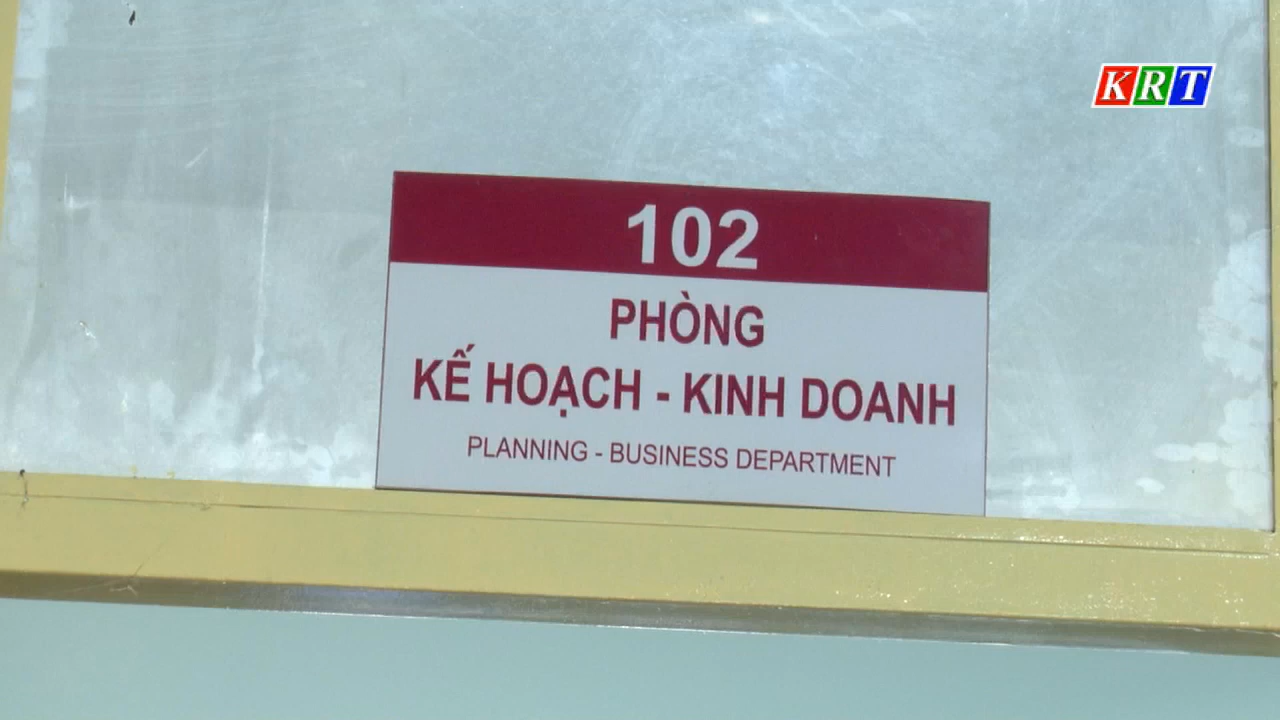 KRT
102
PHÒNG
KẾ HOẠCH - KINH DOANH
PLANNING - BUSINESS DEPARTMENT